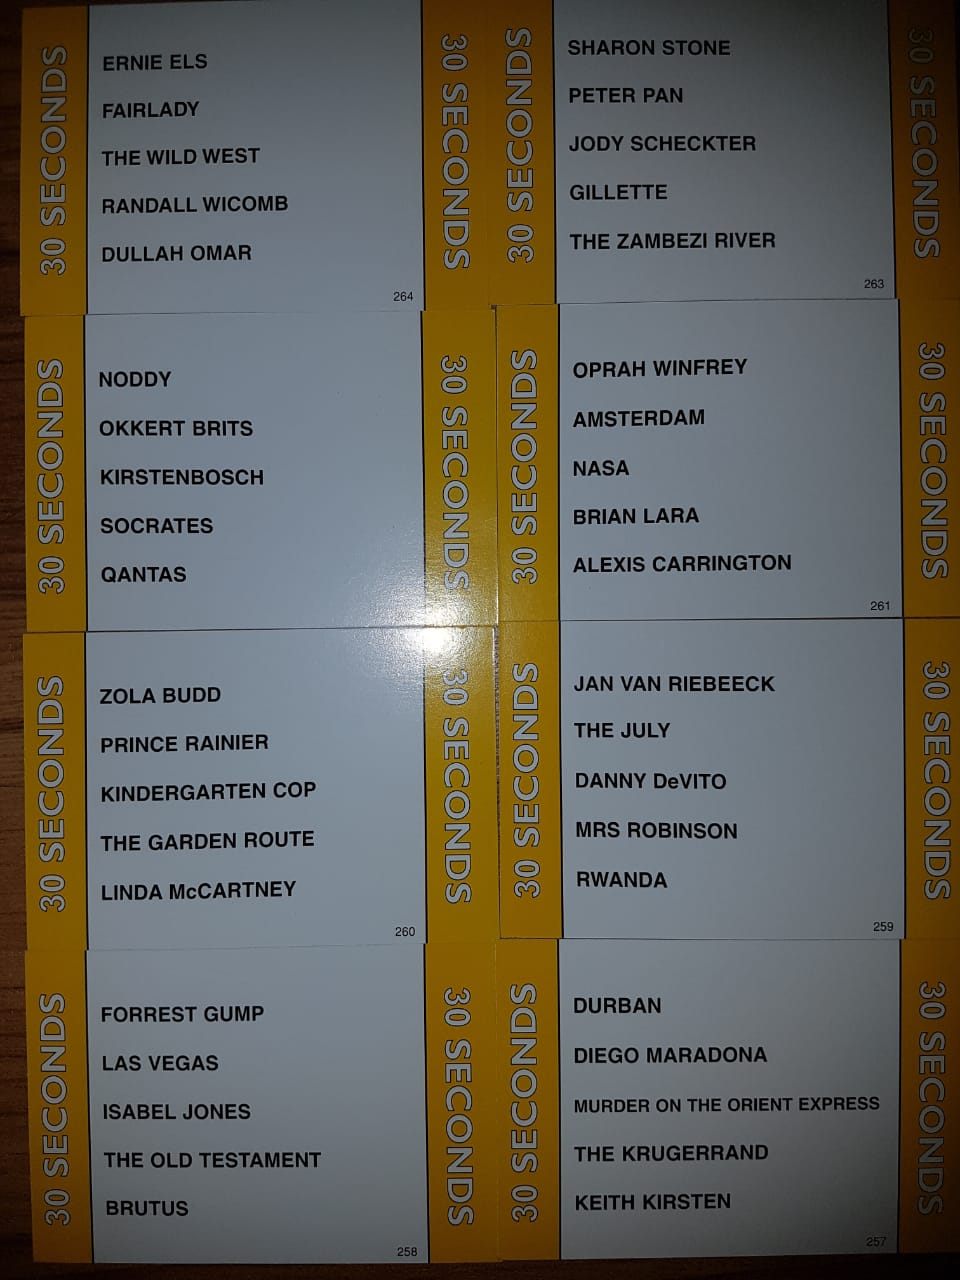 30 SECONDS
ERNIE ELS
FAIRLADY
THE WILD WEST
RANDALL WICOMB
DULLAH OMAR
264
30 SECONDS
30 SECONDS
SHARON STONE
PETER PAN
JODY SCHECKTER
GILLETTE
THE ZAMBEZI RIVER
263
30 SECONDS
30 SECONDS
NODDY
OKKERT BRITS
KIRSTENBOSCH
SOCRATES
QANTAS
30 SECONDS
30 SECONDS
OPRAH WINFREY
AMSTERDAM
NASA
BRIAN LARA
ALEXIS CARRINGTON
261
30 SECONDS
30 SECONDS
ZOLA BUDD
PRINCE RAINIER
KINDERGARTEN COP
THE GARDEN ROUTE
LINDA McCARTNEY
260
30 SECONDS
30 SECONDS
JAN VAN RIEBEECK
THE JULY
DANNY DeVITO
MRS ROBINSON
RWANDA
259
30 SECONDS
30 SECONDS
FORREST GUMP
LAS VEGAS
ISABEL JONES
THE OLD TESTAMENT
BRUTUS
258
30 SECONDS
30 SECONDS
DURBAN
DIEGO MARADONA
MURDER ON THE ORIENT EXPRESS
THE KRUGERRAND
KEITH KIRSTEN
257
30 SECONDS